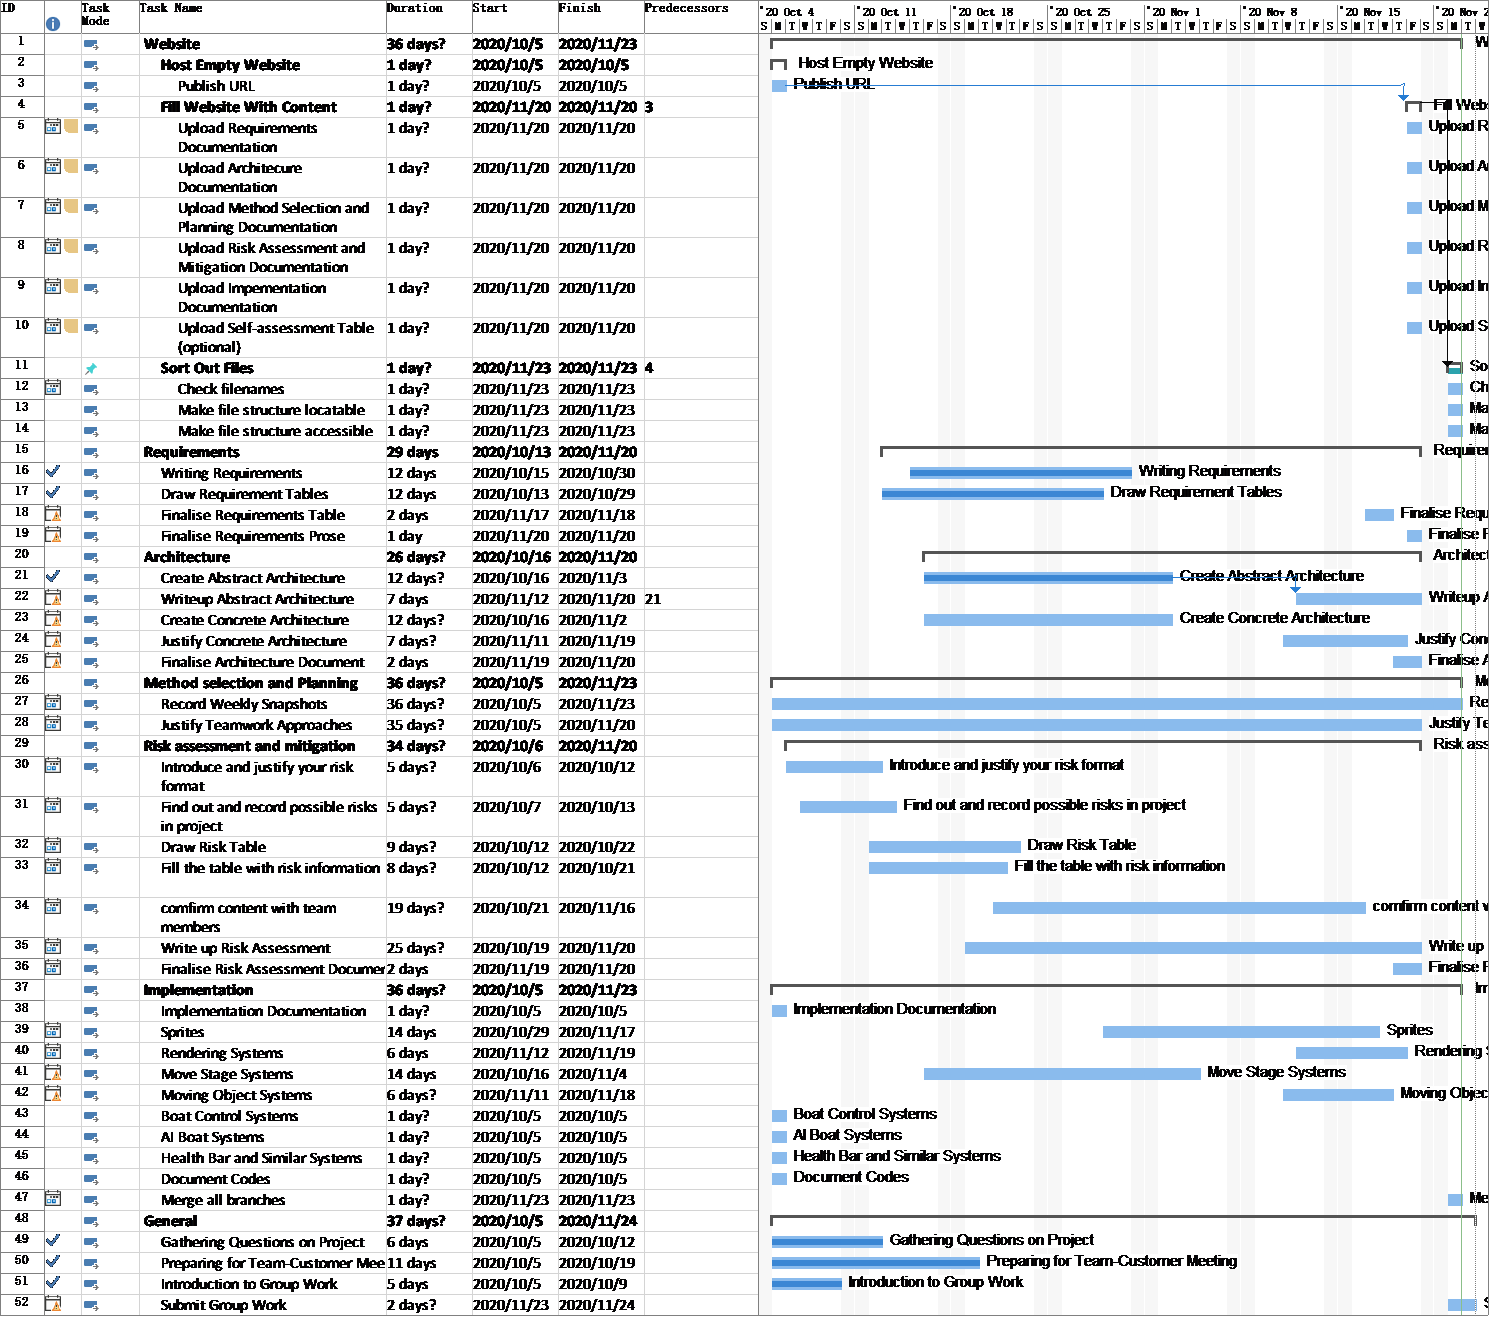 ID Task Mode Task Name Duration Start Finish Predecessors
'20 Oct 4 '20 Oct 11 '20 Oct 18 '20 Oct 25 '20 Nov 1 '20 Nov 8 '20 Nov 15 '20 Nov 2
S M T W T F S S M T W T F S S M T W T F S S M T W T F S S M T W T F S S M T W T F S S M T W T F S S M T
1 Website 36 days? 2020/10/5 2020/11/23 W
2 Host Empty Website 1 day? 2020/10/5 2020/10/5 Host Empty Website
3 Publish URL 1 day? 2020/10/5 2020/10/5 Publish URL
4 Fill Website With Content 1 day? 2020/11/20 2020/11/20 3 Fill Webs
5 Upload Requirements 1 day? 2020/11/20 2020/11/20 Upload R
Documentation
6 Upload Architecure 1 day? 2020/11/20 2020/11/20 Upload A
Documentation
7 Upload Method Selection and 1 day? 2020/11/20 2020/11/20 Upload M
Planning Documentation
8 Upload Risk Assessment and 1 day? 2020/11/20 2020/11/20 Upload R
Mitigation Documentation
9 Upload Impementation 1 day? 2020/11/20 2020/11/20 Upload In
Documentation
10 Upload Self-assessment Table 1 day? 2020/11/20 2020/11/20 Upload S
(optional)
11 Sort Out Files 1 day? 2020/11/23 2020/11/23 4 So
12 Check filenames 1 day? 2020/11/23 2020/11/23 Ch
13 Make file structure locatable 1 day? 2020/11/23 2020/11/23 Ma
14 Make file structure accessible 1 day? 2020/11/23 2020/11/23 Ma
15 Requirements 29 days 2020/10/13 2020/11/20 Requirem
16 Writing Requirements 12 days 2020/10/15 2020/10/30 Writing Requirements
17 Draw Requirement Tables 12 days 2020/10/13 2020/10/29 Draw Requirement Tables
18 Finalise Requirements Table 2 days 2020/11/17 2020/11/18 Finalise Requ
19 Finalise Requirements Prose 1 day 2020/11/20 2020/11/20 Finalise P
20 Architecture 26 days? 2020/10/16 2020/11/20 Architect
21 Create Abstract Architecture 12 days? 2020/10/16 2020/11/3 Create Abstract Architecture
22 Writeup Abstract Architecture 7 days 2020/11/12 2020/11/20 21 Writeup A
23 Create Concrete Architecture 12 days? 2020/10/16 2020/11/2 Create Concrete Architecture
24 Justify Concrete Architecture 7 days? 2020/11/11 2020/11/19 Justify Con
25 Finalise Architecture Document 2 days 2020/11/19 2020/11/20 Finalise A
26 Method selection and Planning 36 days? 2020/10/5 2020/11/23 Me
27 Record Weekly Snapshots 36 days? 2020/10/5 2020/11/23 Re
28 Justify Teamwork Approaches 35 days? 2020/10/5 2020/11/20 Justify Te
29 Risk assessment and mitigation 34 days? 2020/10/6 2020/11/20 Risk ass
30 Introduce and justify your risk 5 days? 2020/10/6 2020/10/12 Introduce and justify your risk format
format
31 Find out and record possible risks 5 days? 2020/10/7 2020/10/13 Find out and record possible risks in project
in project
32 Draw Risk Table 9 days? 2020/10/12 2020/10/22 Draw Risk Table
33 Fill the table with risk information 8 days? 2020/10/12 2020/10/21 Fill the table with risk information
34 comfirm content with team 19 days? 2020/10/21 2020/11/16 comfirm content w
members
35 Write up Risk Assessment 25 days? 2020/10/19 2020/11/20 Write up
36 Finalise Risk Assessment Documen 2 days 2020/11/19 2020/11/20 Finalise R
37 Implementation 36 days? 2020/10/5 2020/11/23 Im
38 Implementation Documentation 1 day? 2020/10/5 2020/10/5 Implementation Documentation
39 Sprites 14 days 2020/10/29 2020/11/17 Sprites
40 Rendering Systems 6 days 2020/11/12 2020/11/19 Rendering S
41 Move Stage Systems 14 days 2020/10/16 2020/11/4 Move Stage Systems
42 Moving Object Systems 6 days? 2020/11/11 2020/11/18 Moving Objec
43 Boat Control Systems 1 day? 2020/10/5 2020/10/5 Boat Control Systems
44 AI Boat Systems 1 day? 2020/10/5 2020/10/5 AI Boat Systems
45 Health Bar and Similar Systems 1 day? 2020/10/5 2020/10/5 Health Bar and Similar Systems
46 Document Codes 1 day? 2020/10/5 2020/10/5 Document Codes
47 Merge all branches 1 day? 2020/11/23 2020/11/23 Me
48 General 37 days? 2020/10/5 2020/11/24
49 Gathering Questions on Project 6 days 2020/10/5 2020/10/12 Gathering Questions on Project
50 Preparing for Team-Customer Mee 11 days 2020/10/5 2020/10/19 Preparing for Team-Customer Meeting
51 Introduction to Group Work 5 days 2020/10/5 2020/10/9 Introduction to Group Work
52 Submit Group Work 2 days? 2020/11/23 2020/11/24 S